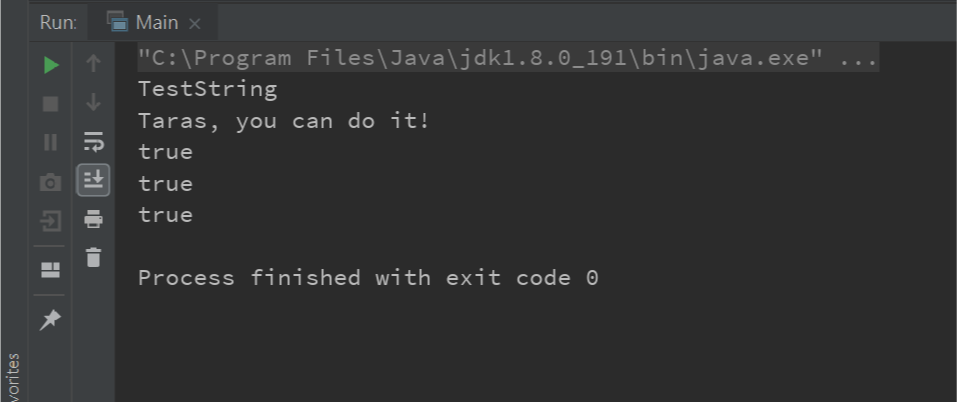 Run: Main ×
"C:\Program Files\Java\jdk1.8.0_191\bin\java.exe" ...
TestString
Taras, you can do it!
true
true
true
Process finished with exit code 0
vorites